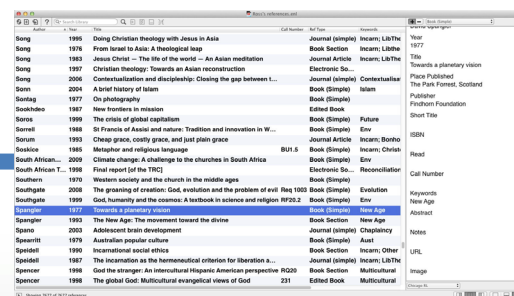 Ross's references.enl
Search Library
Author Year Title Call Number Ref Type Keywords
Song 1995 Doing Christian theology with Jesus in Asia Journal (simple) Incarn; LibThe
Song 1976 From Israel to Asia: A theological leap Book Section Incarn; Libthe
Song 1983 Jesus Christ — The life of the world — An Asian meditation Journal Article Incarn; LibThe
Song 1997 Christian theology: Towards an Asian reconstruction Electronic So...
Song 2006 Contextualization and discipleship: Closing the gap between t... Journal (simple) Contextualisat
Sonn 2004 A brief history of Islam Book (Simple) Islam
Sontag 1977 On photography Book (Simple)
Sookhdeo 1987 New frontiers in mission Edited Book
Soros 1999 The crisis of global capitalism Book (Simple) Future
Sorrell 1988 St Francis of Assisi and nature: Tradition and innovation in W... Book (Simple) Env
Sorum 1993 Cheap grace, costly grace, and just plain grace Journal (simple) Incarn; Bonho
Soskice 1985 Metaphor and religious language BU1.5 Book (Simple) Incarn; Christo
South African... 2009 Climate change: A challenge to the churches in South Africa Book (Simple) Env
South African T... 1998 Final report [of the TRC] Electronic So... Reconciliation
Southern 1970 Western society and the church in the middle ages Book (Simple)
Southgate 2008 The groaning of creation: God, evolution and the problem of evil Req 1003 Book (Simple) Evolution
Southgate 1999 God, humanity and the cosmos: A textbook in science and religion RF20.2 Book (Simple) Env
Spangler 1977 Towards a planetary vision Book (Simple) New Age
Spangler 1993 The New Age: The movement toward the divine Book (Section New Age
Spano 2003 Adolescent brain development Journal (simple) Chaplaincy
Spearritt 1979 Australian popular culture Book (Simple) Aust
Speidell 1990 Incarnational social ethics Book Section Incarn; Other
Speidell 1987 The incarnation as the hermeneutical criterion for liberation a... Journal (simple) Incarn; LibThe
Spencer 1998 God the stranger: An intercultural Hispanic American perspective RQ20 Book Section Multicultural
Spencer 1998 The global God: Multicultural evangelical views of God 231 Edited Book Multicultural
Book (Simple)
Year
1977
Title
Towards a planetary vision
Place Published
The Park Forrest, Scotland
Publisher
Findhorn Foundation
Short Title
ISBN
Read
Call Number
Keywords
New Age
Abstract
Notes
URL
Image